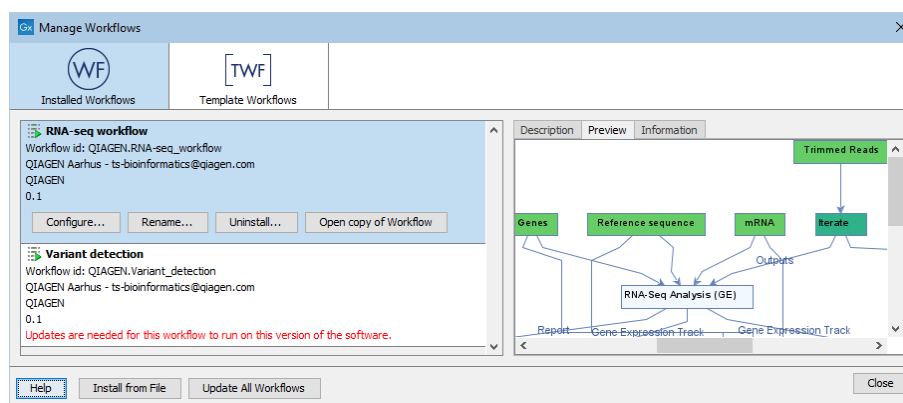 Gx Manage Workflows
WF
Installed Workflows
TWF
Template Workflows
RNA-seq workflow
Workflow id: QIAGEN.RNA-seq_workflow
QIAGEN Aarhus - ts-bioinformatics@qiagen.com
QIAGEN
0.1
Configure... Rename... Uninstall... Open copy of Workflow
Variant detection
Workflow id: QIAGEN.Variant_detection
QIAGEN Aarhus - ts-bioinformatics@qiagen.com
QIAGEN
0.1
Updates are needed for this workflow to run on this version of the software.
Description Preview Information
Trimmed Reads
Genes Reference sequence mRNA Iterate
Outputs
RNA-Seq Analysis (GE)
Report Gene Expression Track Gene Expression Track
Help Install from File Update All Workflows Close